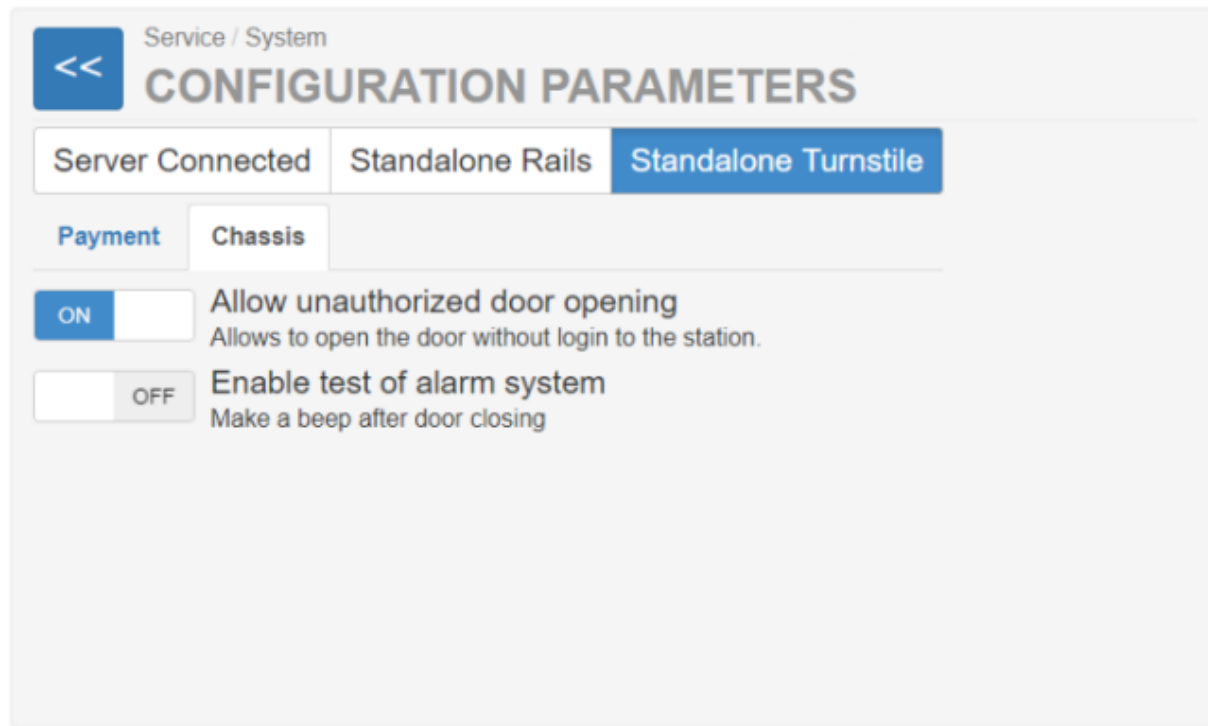 <<
Service / System
CONFIGURATION PARAMETERS
Server Connected Standalone Rails Standalone Turnstile
Payment Chassis
ON Allow unauthorized door opening
Allows to open the door without login to the station.
OFF Enable test of alarm system
Make a beep after door closing